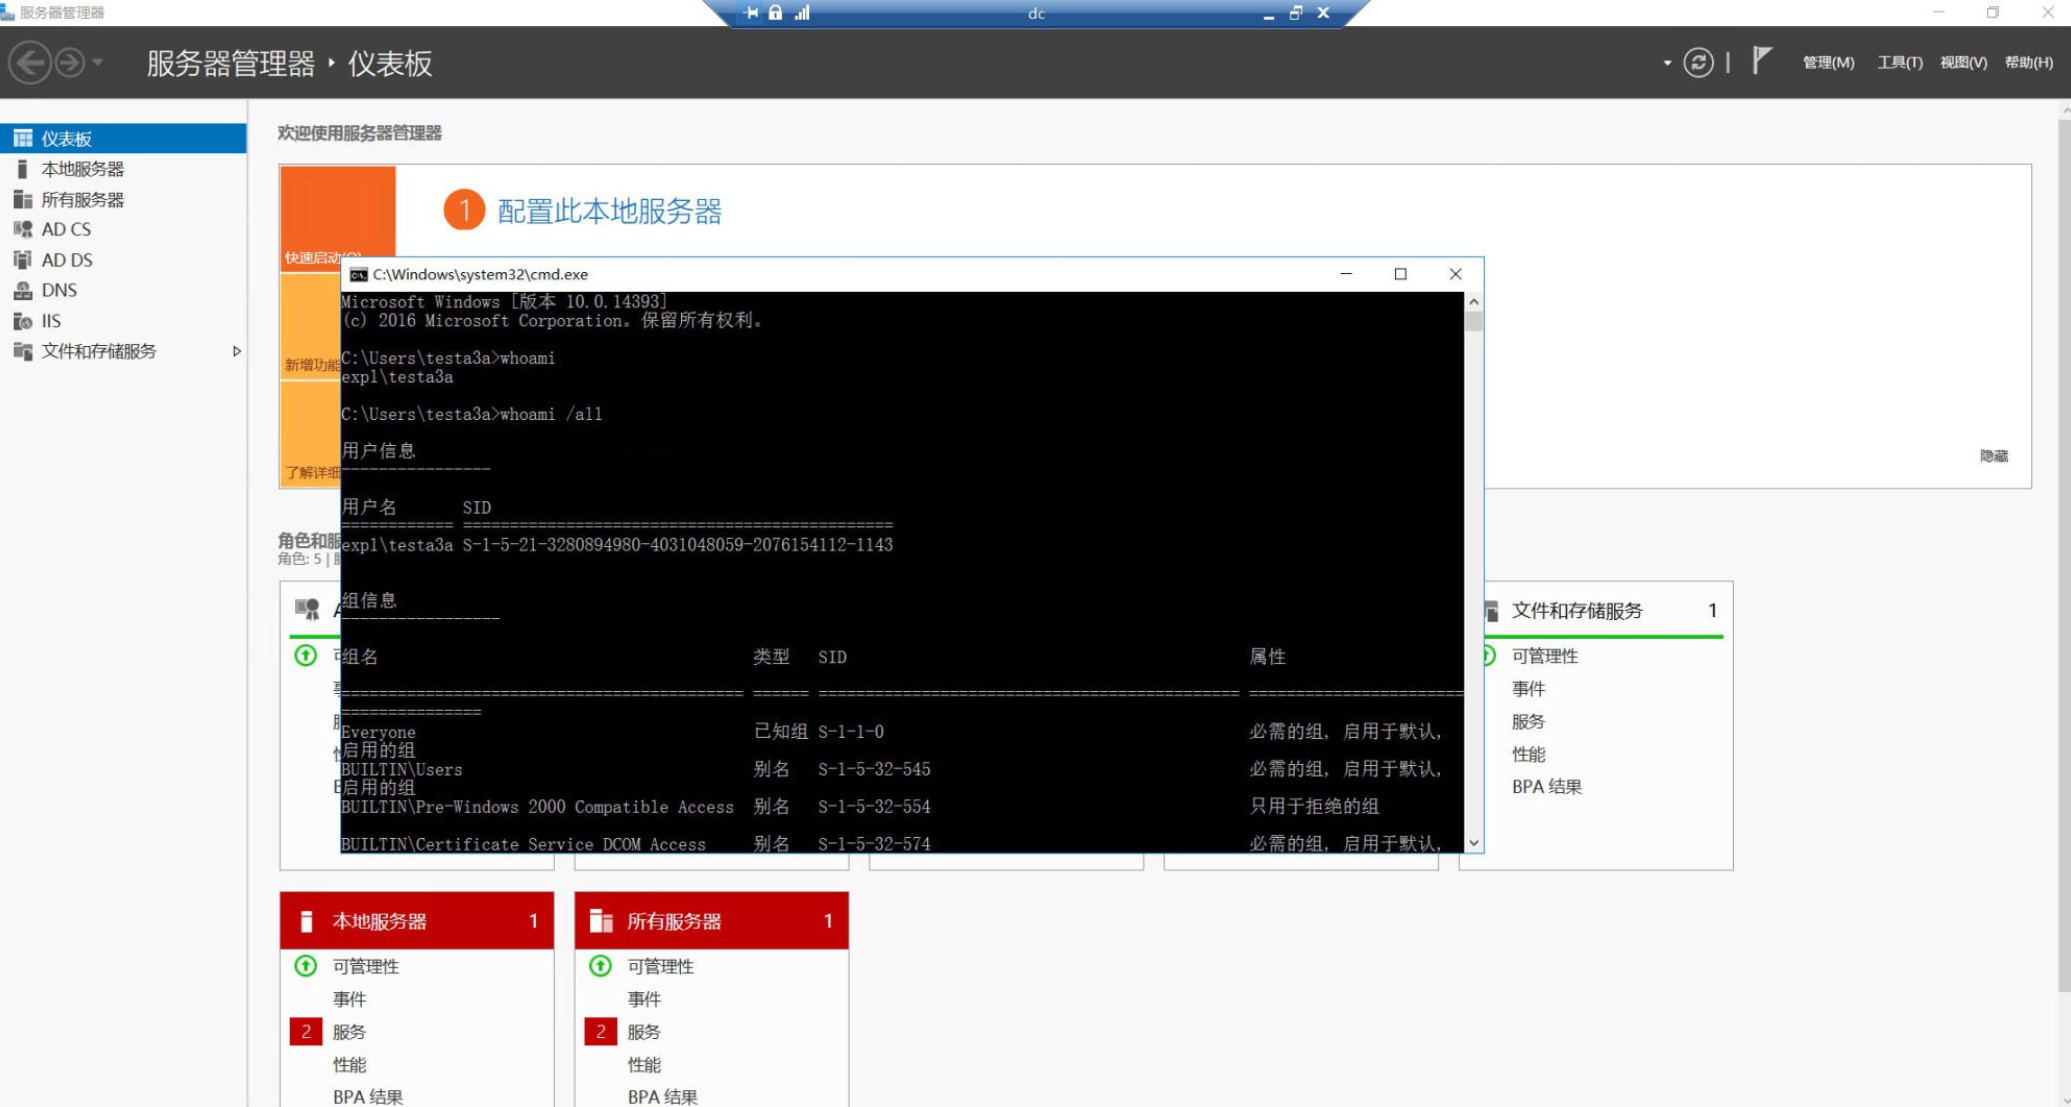 服务器管理器
dc
服务器管理器 · 仪表板
管理(M) 工具(T) 视图(V) 帮助(H)
仪表板
本地服务器
所有服务器
AD CS
AD DS
DNS
IIS
文件和存储服务
欢迎使用服务器管理器
快速启动(Q)
1 配置此本地服务器
新增功能
了解详细
隐藏
C:\Windows\system32\cmd.exe
Microsoft Windows [版本 10.0.14393]
(c) 2016 Microsoft Corporation。保留所有权利。
C:\Users\testa3a>whoami
exp1\testa3a
C:\Users\testa3a>whoami /all
用户信息
----------------
用户名 SID
============ ==============================================
exp1\testa3a S-1-5-21-3280894980-4031048059-2076154112-1143
组信息
-----------------
组名 类型 SID 属性
=========================================== ====== ============================================= =======================
===============
Everyone 已知组 S-1-1-0 必需的组, 启用于默认,
启用的组
BUILTIN\Users 别名 S-1-5-32-545 必需的组, 启用于默认,
启用的组
BUILTIN\Pre-Windows 2000 Compatible Access 别名 S-1-5-32-554 只用于拒绝的组
BUILTIN\Certificate Service DCOM Access 别名 S-1-5-32-574 必需的组, 启用于默认,
角色和服
角色: 5 |
文件和存储服务 1
可管理性
事件
服务
性能
BPA 结果
本地服务器 1
可管理性
事件
2 服务
性能
BPA 结果
所有服务器 1
可管理性
事件
2 服务
性能
BPA 结果